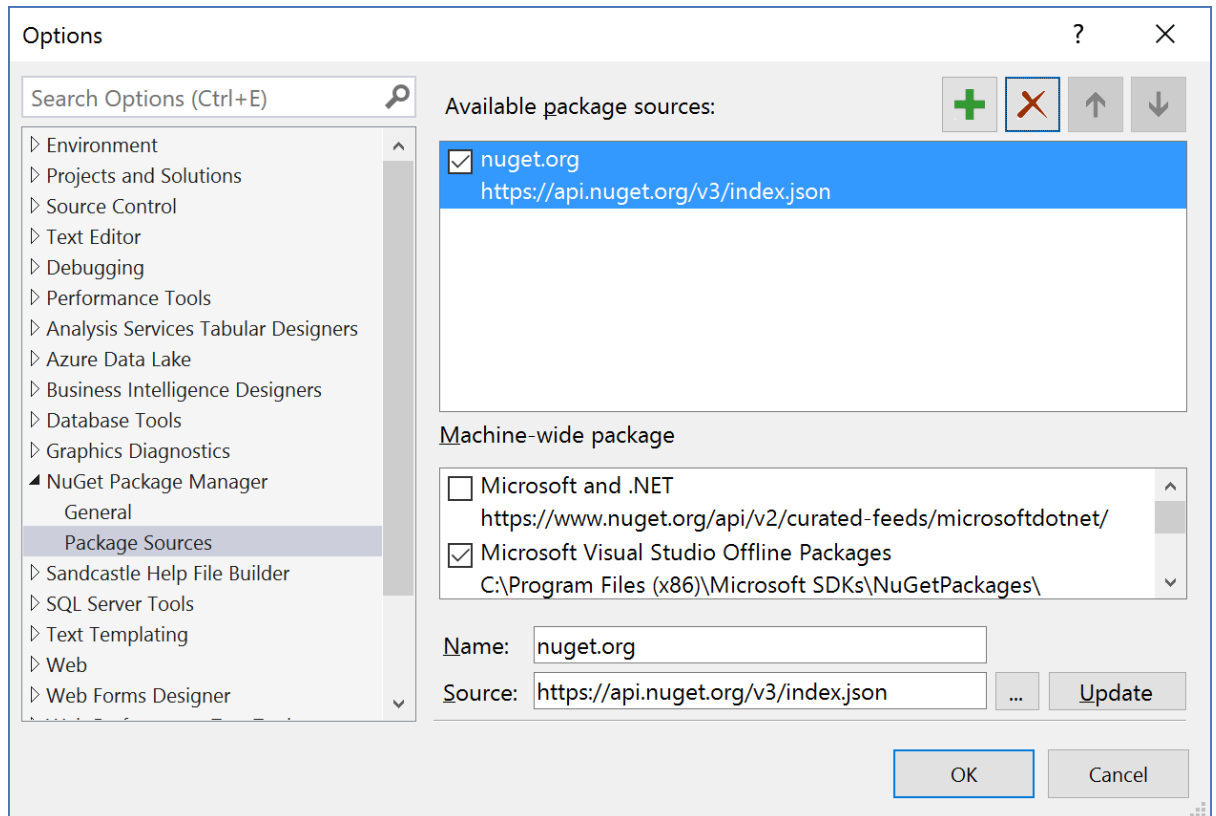 Options
?
Search Options (Ctrl+E)
Environment
Projects and Solutions
Source Control
Text Editor
Debugging
Performance Tools
Analysis Services Tabular Designers
Azure Data Lake
Business Intelligence Designers
Database Tools
Graphics Diagnostics
NuGet Package Manager
General
Package Sources
Sandcastle Help File Builder
SQL Server Tools
Text Templating
Web
Web Forms Designer
Available package sources:
nuget.org
https://api.nuget.org/v3/index.json
Machine-wide package
Microsoft and .NET
https://www.nuget.org/api/v2/curated-feeds/microsoftdotnet/
Microsoft Visual Studio Offline Packages
C:\Program Files (x86)\Microsoft SDKs\NuGetPackages\
Name: nuget.org
Source: https://api.nuget.org/v3/index.json ... Update
OK Cancel